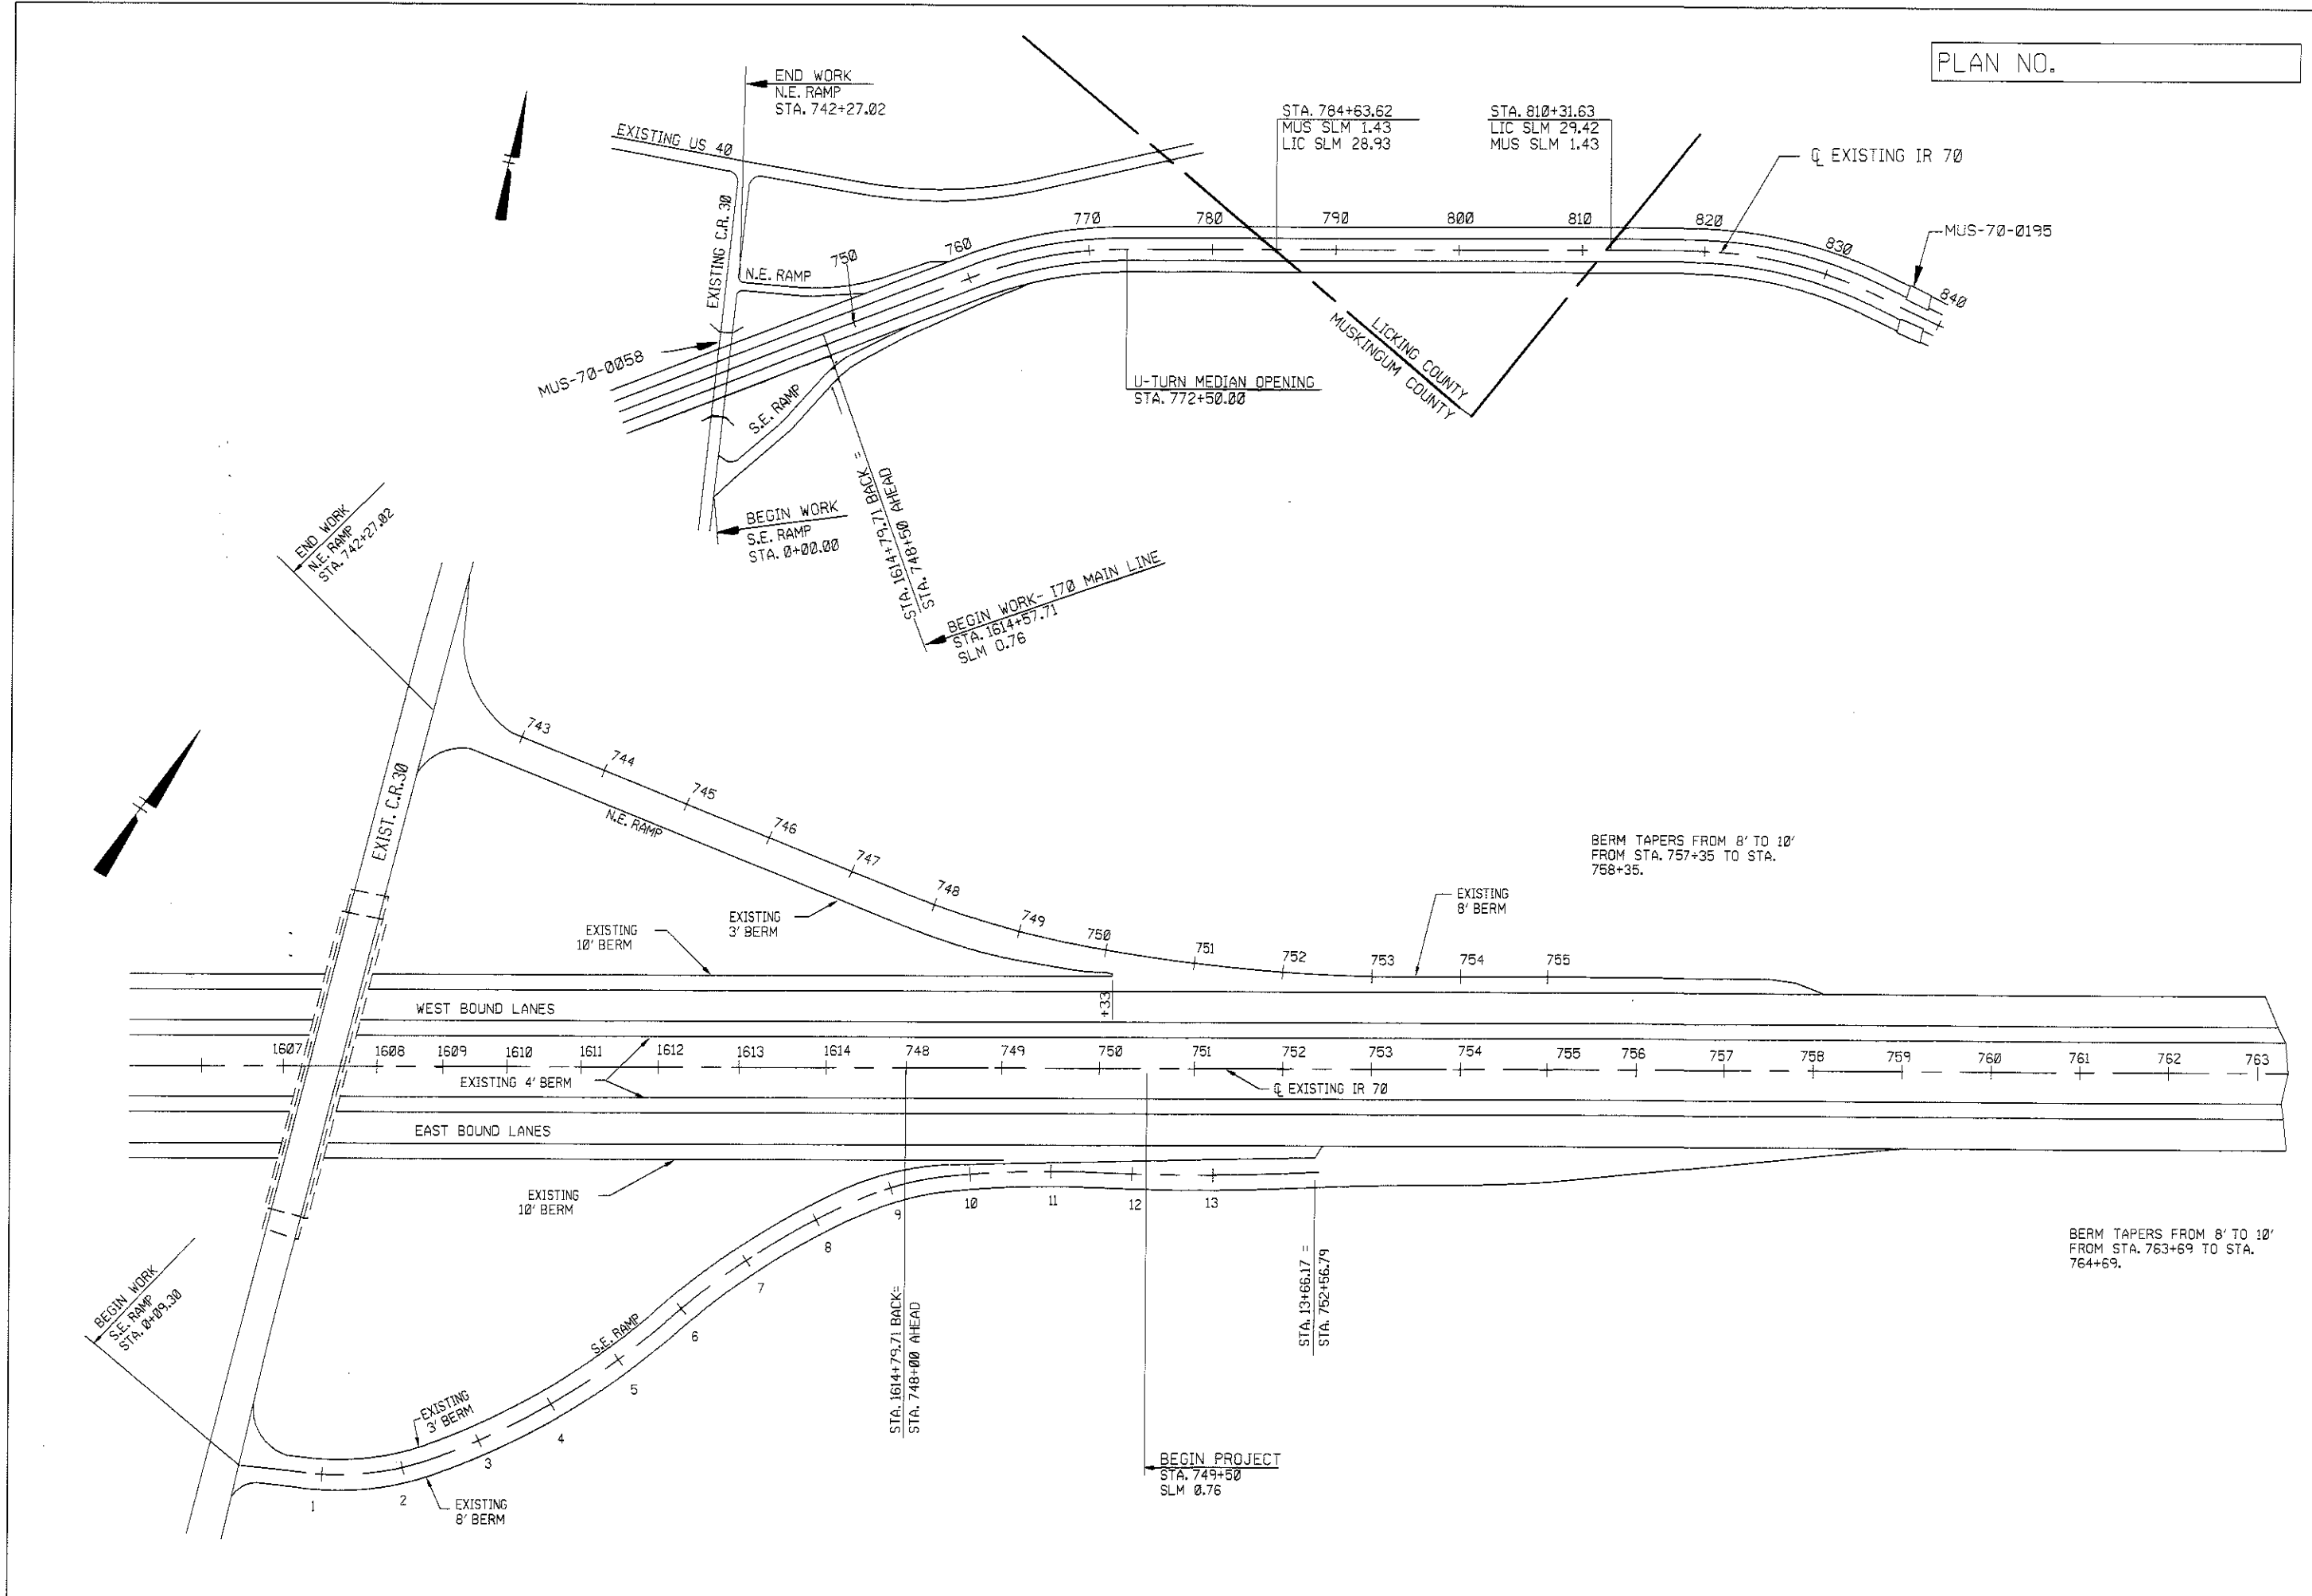 PLAN NO.
END WORK
N.E. RAMP
STA. 742+27.02
EXISTING US 40
EXISTING C.R. 30
N.E. RAMP
STA. 784+63.62
MUS SLM 1.43
LIC SLM 28.93
STA. 810+31.63
LIC SLM 29.42
MUS SLM 1.43
℄ EXISTING IR 70
MUS-70-0195
750
760
770
780
790
800
810
820
830
840
MUS-70-0058
S.E. RAMP
U-TURN MEDIAN OPENING
STA. 772+50.00
LICKING COUNTY
MUSKINGUM COUNTY
BEGIN WORK
S.E. RAMP
STA. 0+00.00
STA. 1614+79.71 BACK =
STA. 748+50 AHEAD
BEGIN WORK- I70 MAIN LINE
STA. 1614+57.71
SLM 0.76
END WORK
N.E. RAMP
STA. 742+27.02
EXIST. C.R.30
743
744
745
746
747
748
749
750
751
752
753
754
755
N.E. RAMP
EXISTING
3' BERM
EXISTING
10' BERM
EXISTING
8' BERM
BERM TAPERS FROM 8' TO 10'
FROM STA. 757+35 TO STA.
758+35.
+33
WEST BOUND LANES
1607
1608
1609
1610
1611
1612
1613
1614
748
749
750
751
752
753
754
755
756
757
758
759
760
761
762
763
EXISTING 4' BERM
℄ EXISTING IR 70
EAST BOUND LANES
EXISTING
10' BERM
BEGIN WORK
S.E. RAMP
STA. 0+09.30
S.E. RAMP
EXISTING
3' BERM
EXISTING
8' BERM
1
2
3
4
5
6
7
8
9
10
11
12
13
STA. 1614+79.71 BACK=
STA. 748+00 AHEAD
STA. 13+66.17 =
STA. 752+56.79
BEGIN PROJECT
STA. 749+50
SLM 0.76
BERM TAPERS FROM 8' TO 10'
FROM STA. 763+69 TO STA.
764+69.